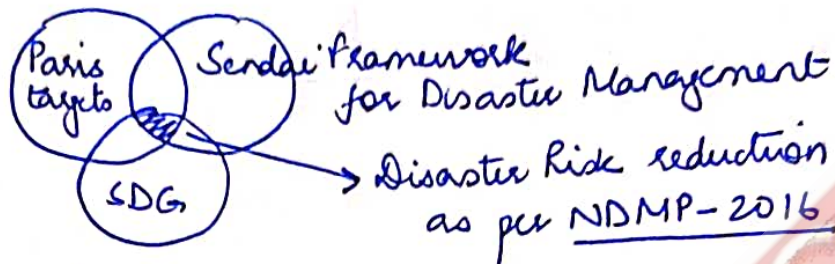 Paris targets
Sendai Framework
for Disaster Management
SDG
Disaster Risk reduction
as per NDMP-2016